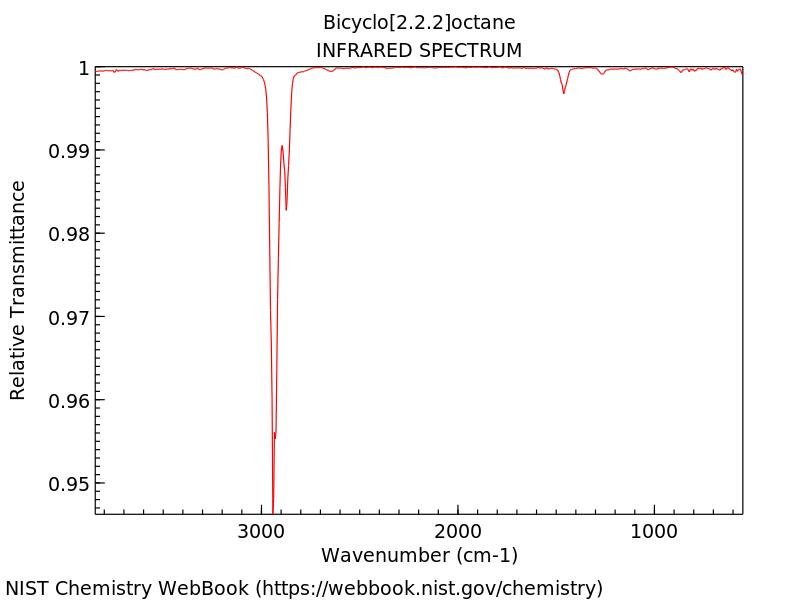 Bicyclo[2.2.2]octane
INFRARED SPECTRUM
1
0.99
0.98
0.97
0.96
0.95
Relative Transmittance
3000 2000 1000
Wavenumber (cm-1)
NIST Chemistry WebBook (https://webbook.nist.gov/chemistry)